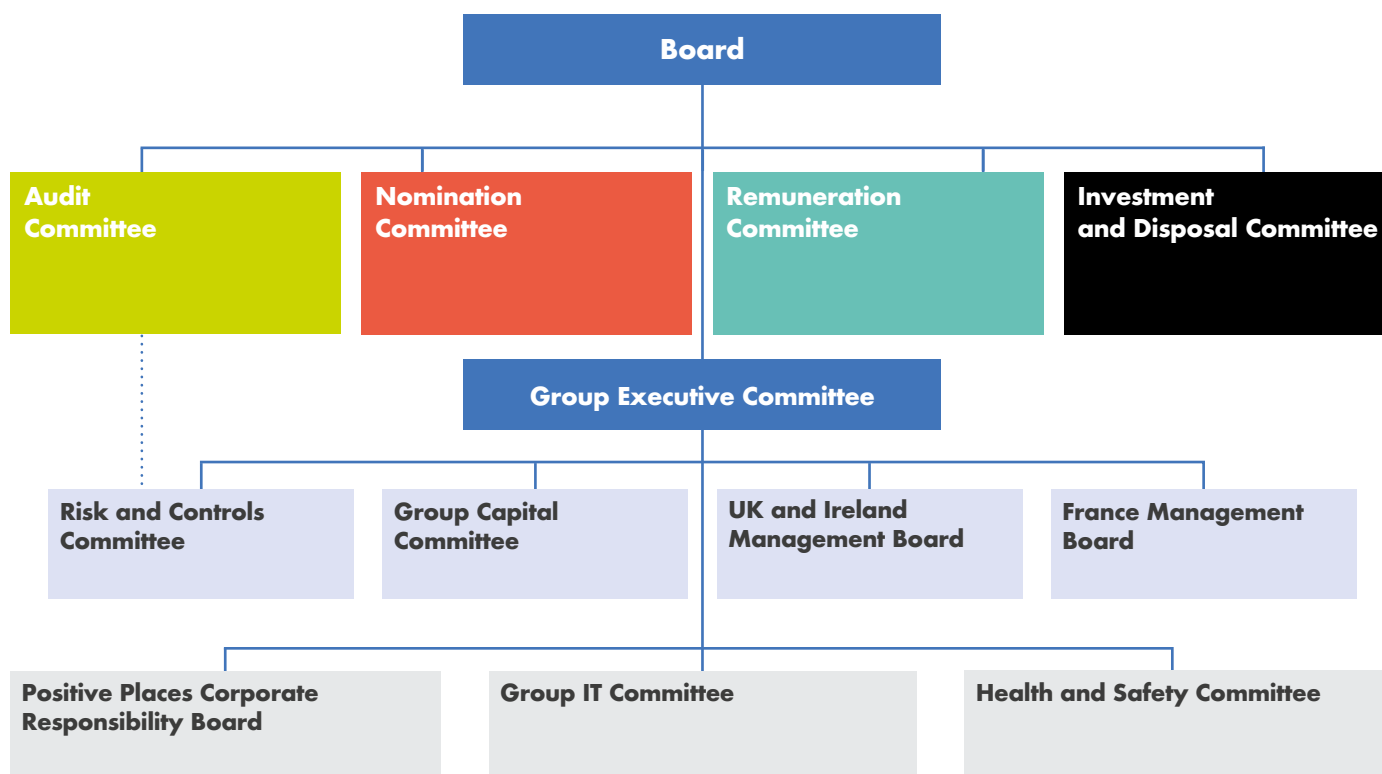 Board
Audit
Committee
Nomination
Committee
Remuneration
Committee
Investment
and Disposal Committee
Group Executive Committee
Risk and Controls
Committee
Group Capital
Committee
UK and Ireland
Management Board
France Management
Board
Positive Places Corporate
Responsibility Board
Group IT Committee
Health and Safety Committee